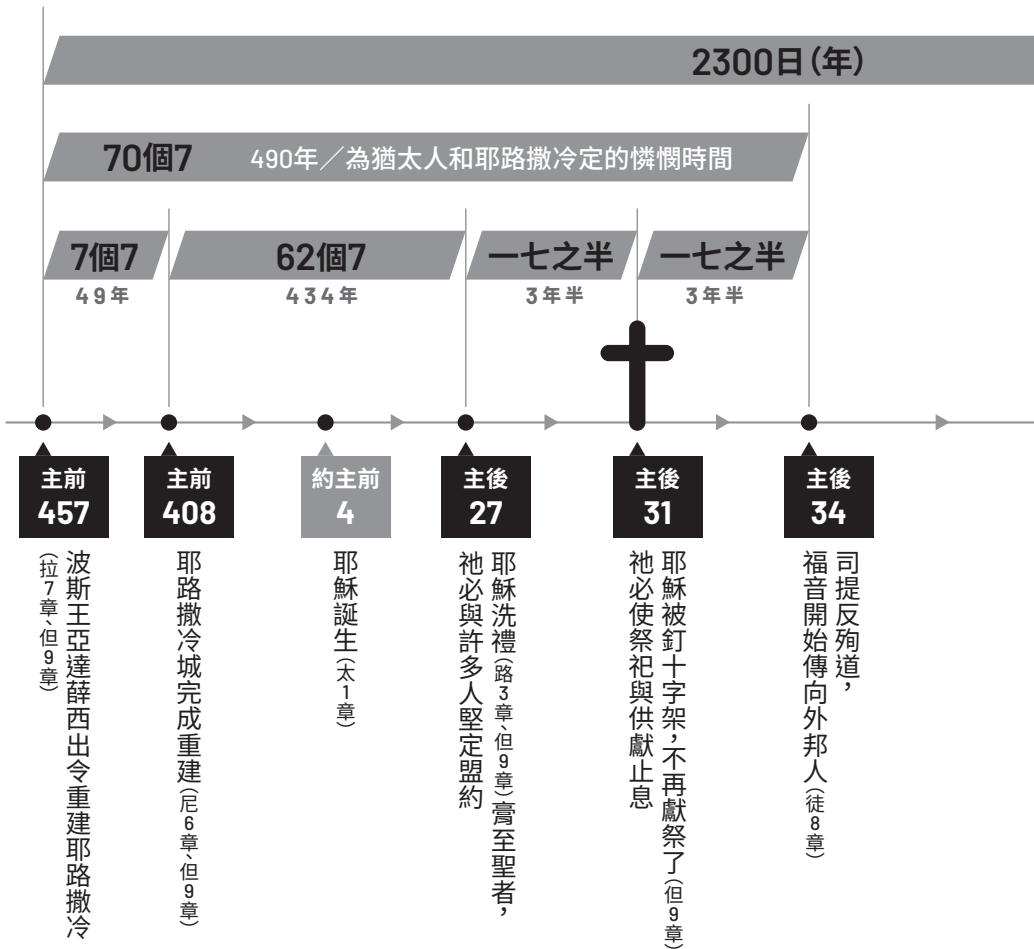 2300日（年）
70個7 490年／為猶太人和耶路撒冷定的憐憫時間
7個7
49年
62個7
434年
一七之半
3年半
一七之半
3年半
主前
457
波斯王亞達薛西出令重建耶路撒冷
（拉7章、但9章）
主前
408
耶路撒冷城完成重建（尼6章、但9章）
約主前
4
耶穌誕生（太1章）
主後
27
耶穌洗禮（路3章、但9章）膏至聖者，
祂必與許多人堅定盟約
主後
31
耶穌被釘十字架，不再獻祭了（但9章）
祂必使祭祀與供獻止息
主後
34
司提反殉道，
福音開始傳向外邦人（徒8章）